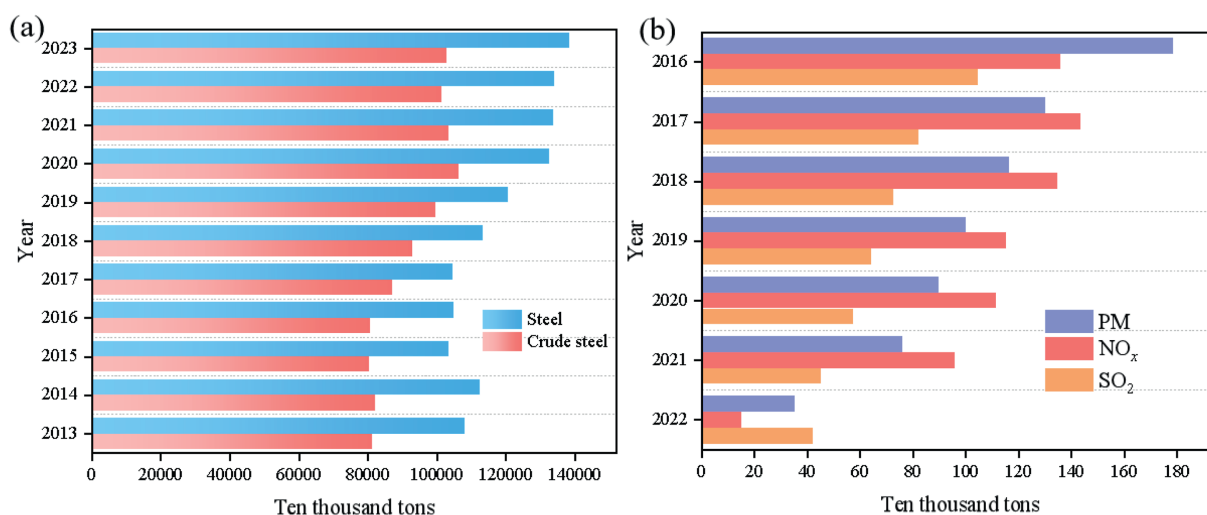 (a)
Year
2023
2022
2021
2020
2019
2018
2017
2016
2015
2014
2013
Steel
Crude steel
0 20000 40000 60000 80000 100000 120000 140000
Ten thousand tons
(b)
Year
2016
2017
2018
2019
2020
2021
2022
PM
NOₓ
SO₂
0 20 40 60 80 100 120 140 160 180
Ten thousand tons